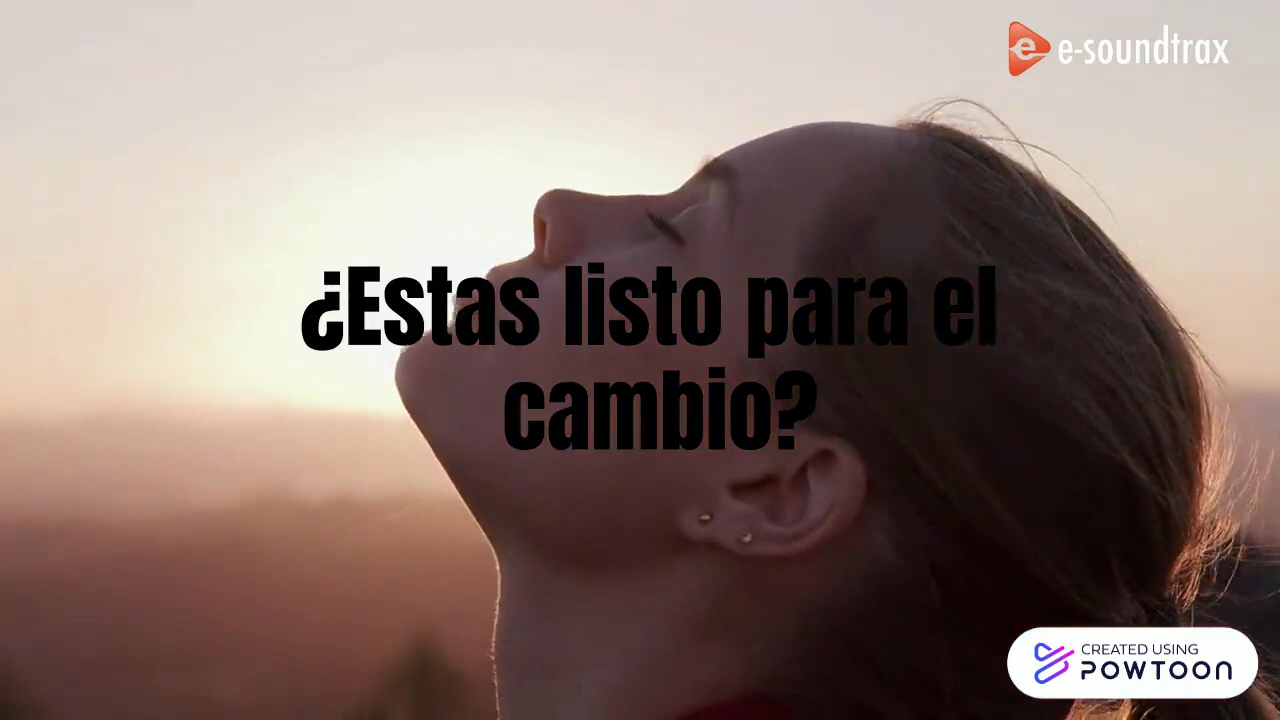 e-soundtrax
¿Estas listo para el
cambio?
CREATED USING
POWTOON